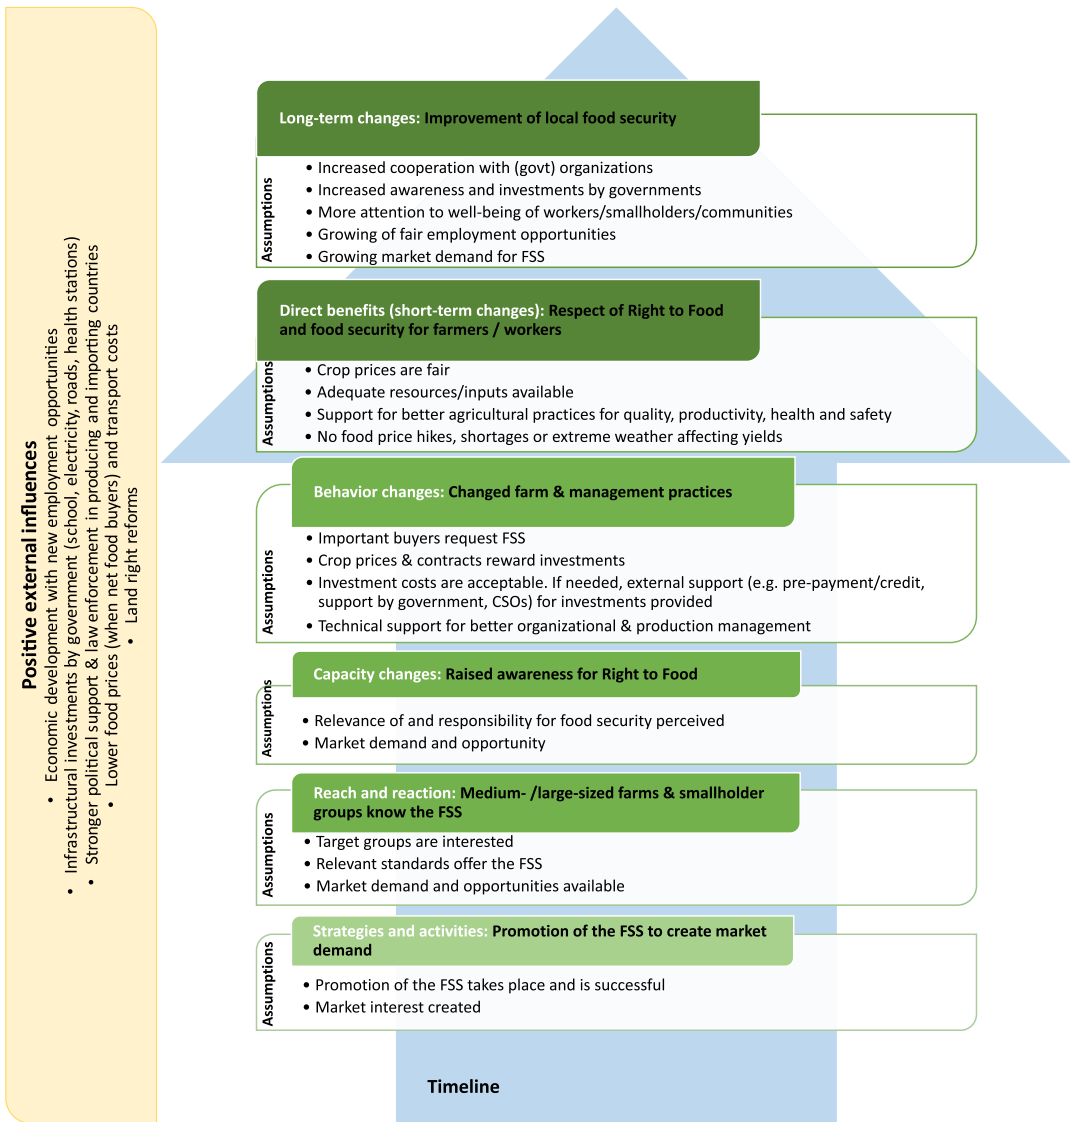 Positive external influences
• Economic development with new employment opportunities
• Infrastructural investments by government (school, electricity, roads, health stations)
• Stronger political support & law enforcement in producing and importing countries
• Lower food prices (when net food buyers) and transport costs
• Land right reforms
Long-term changes: Improvement of local food security
Assumptions
• Increased cooperation with (govt) organizations
• Increased awareness and investments by governments
• More attention to well-being of workers/smallholders/communities
• Growing of fair employment opportunities
• Growing market demand for FSS
Direct benefits (short-term changes): Respect of Right to Food
and food security for farmers / workers
Assumptions
• Crop prices are fair
• Adequate resources/inputs available
• Support for better agricultural practices for quality, productivity, health and safety
• No food price hikes, shortages or extreme weather affecting yields
Behavior changes: Changed farm & management practices
Assumptions
• Important buyers request FSS
• Crop prices & contracts reward investments
• Investment costs are acceptable. If needed, external support (e.g. pre-payment/credit,
support by government, CSOs) for investments provided
• Technical support for better organizational & production management
Capacity changes: Raised awareness for Right to Food
Assumptions
• Relevance of and responsibility for food security perceived
• Market demand and opportunity
Reach and reaction: Medium- /large-sized farms & smallholder
groups know the FSS
Assumptions
• Target groups are interested
• Relevant standards offer the FSS
• Market demand and opportunities available
Strategies and activities: Promotion of the FSS to create market
demand
Assumptions
• Promotion of the FSS takes place and is successful
• Market interest created
Timeline